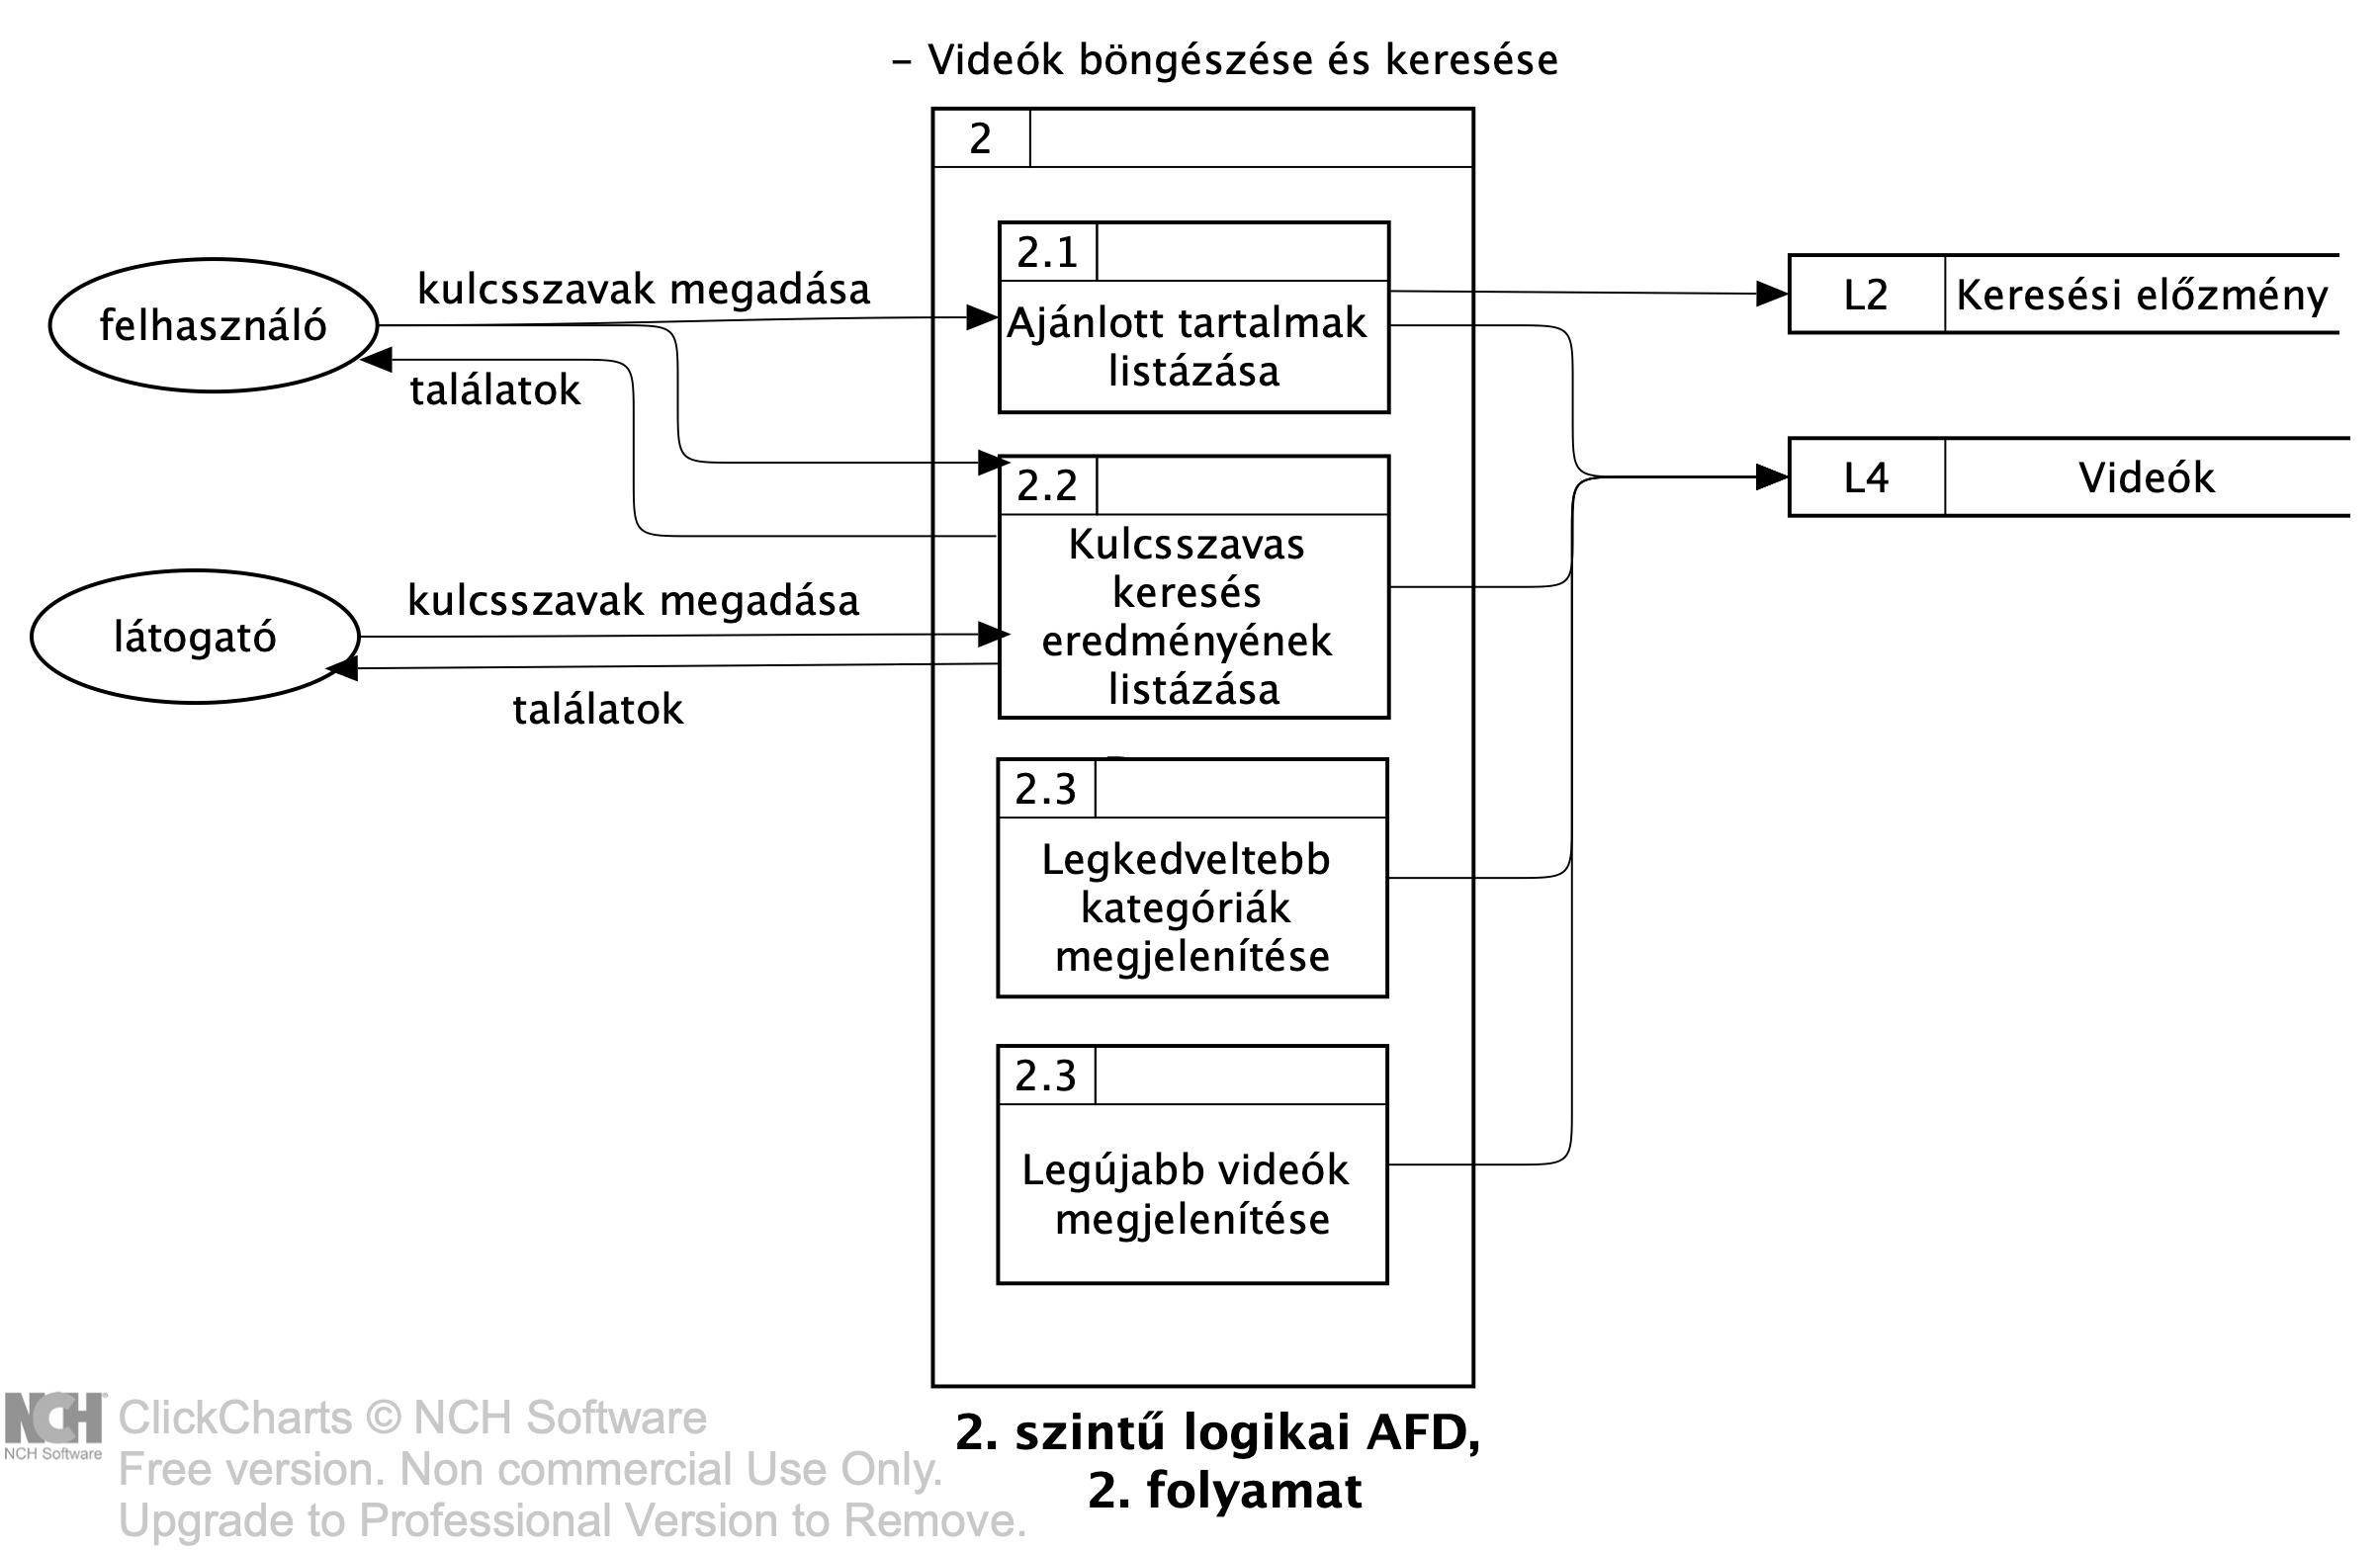 – Videók böngészése és keresése
2
2.1
Ajánlott tartalmak
listázása
felhasználó
kulcsszavak megadása
találatok
L2
Keresési előzmény
L4
Videók
2.2
Kulcsszavas
keresés
eredményének
listázása
látogató
kulcsszavak megadása
találatok
2.3
Legkedveltebb
kategóriák
megjelenítése
2.3
Legújabb videók
megjelenítése
2. szintű logikai AFD,
2. folyamat
NCH
NCH Software
ClickCharts © NCH Software
Free version. Non commercial Use Only.
Upgrade to Professional Version to Remove.